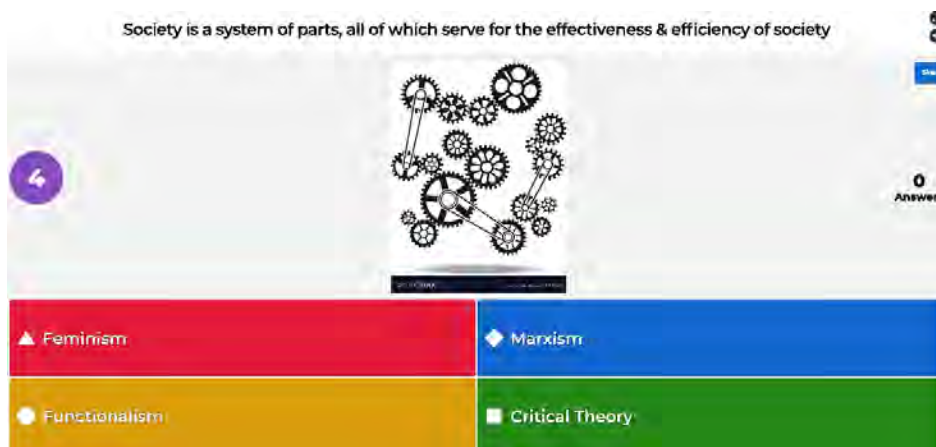 Society is a system of parts, all of which serve for the effectiveness & efficiency of society
4
0
Answer
Feminism
Marxism
Functionalism
Critical Theory